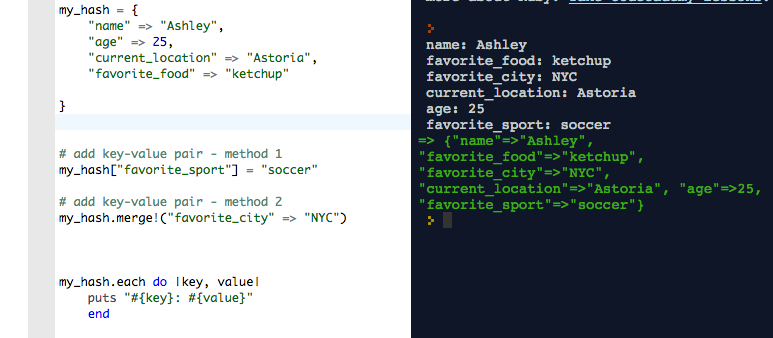 my_hash = {
"name" => "Ashley",
"age" => 25,
"current_location" => "Astoria",
"favorite_food" => "ketchup"
}
# add key-value pair - method 1
my_hash["favorite_sport"] = "soccer"
# add key-value pair - method 2
my_hash.merge!("favorite_city" => "NYC")
my_hash.each do |key, value|
puts "#{key}: #{value}"
end
name: Ashley
favorite_food: ketchup
favorite_city: NYC
current_location: Astoria
age: 25
favorite_sport: soccer
=> {"name"=>"Ashley",
"favorite_food"=>"ketchup",
"favorite_city"=>"NYC",
"current_location"=>"Astoria", "age"=>25,
"favorite_sport"=>"soccer"}